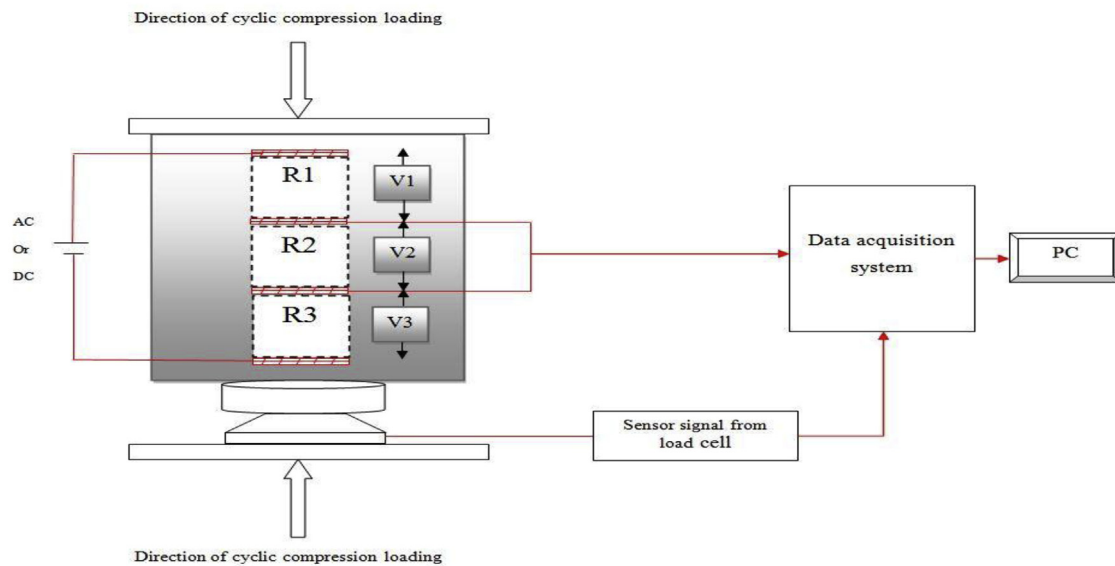 Direction of cyclic compression loading
R1
V1
AC
Or
DC
R2
V2
R3
V3
Data acquisition
system
PC
Sensor signal from
load cell
Direction of cyclic compression loading